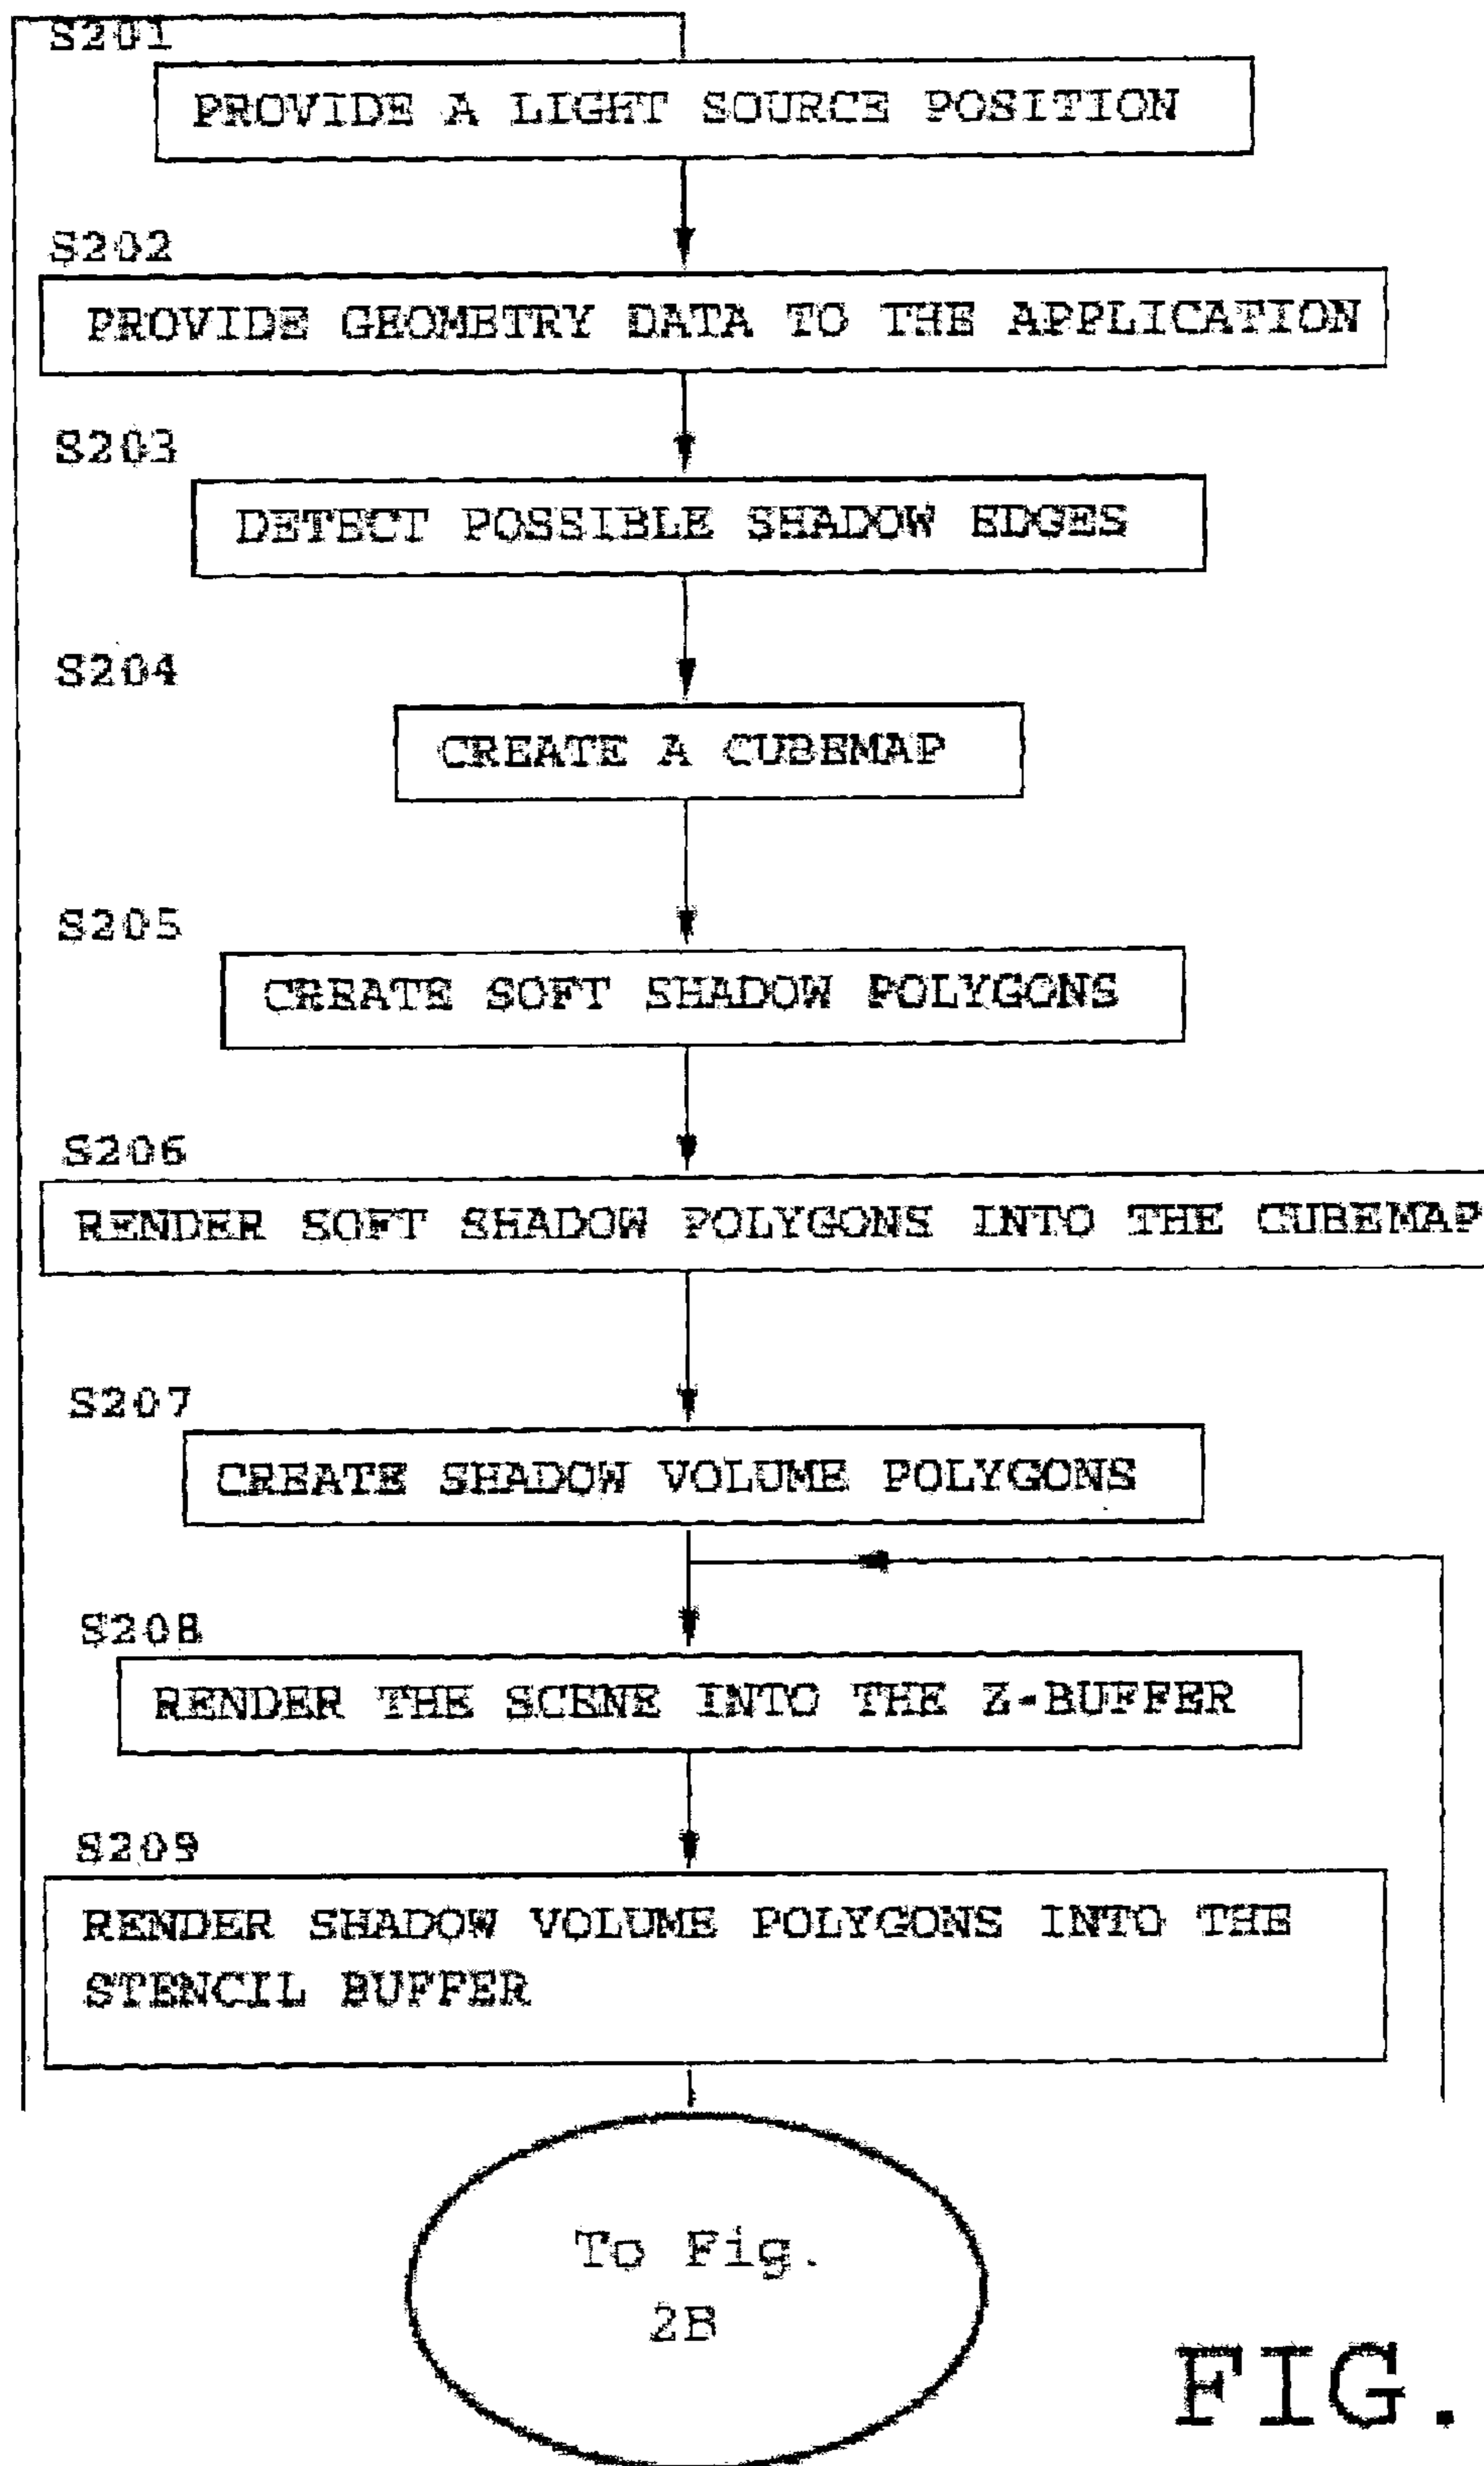 S201
PROVIDE A LIGHT SOURCE POSITION
S202
PROVIDE GEOMETRY DATA TO THE APPLICATION
S203
DETECT POSSIBLE SHADOW EDGES
S204
CREATE A CUBEMAP
S205
CREATE SOFT SHADOW POLYGONS
S206
RENDER SOFT SHADOW POLYGONS INTO THE CUBEMAP
S207
CREATE SHADOW VOLUME POLYGONS
S208
RENDER THE SCENE INTO THE Z-BUFFER
S209
RENDER SHADOW VOLUME POLYGONS INTO THE
STENCIL BUFFER
To Fig.
2B
FIG.